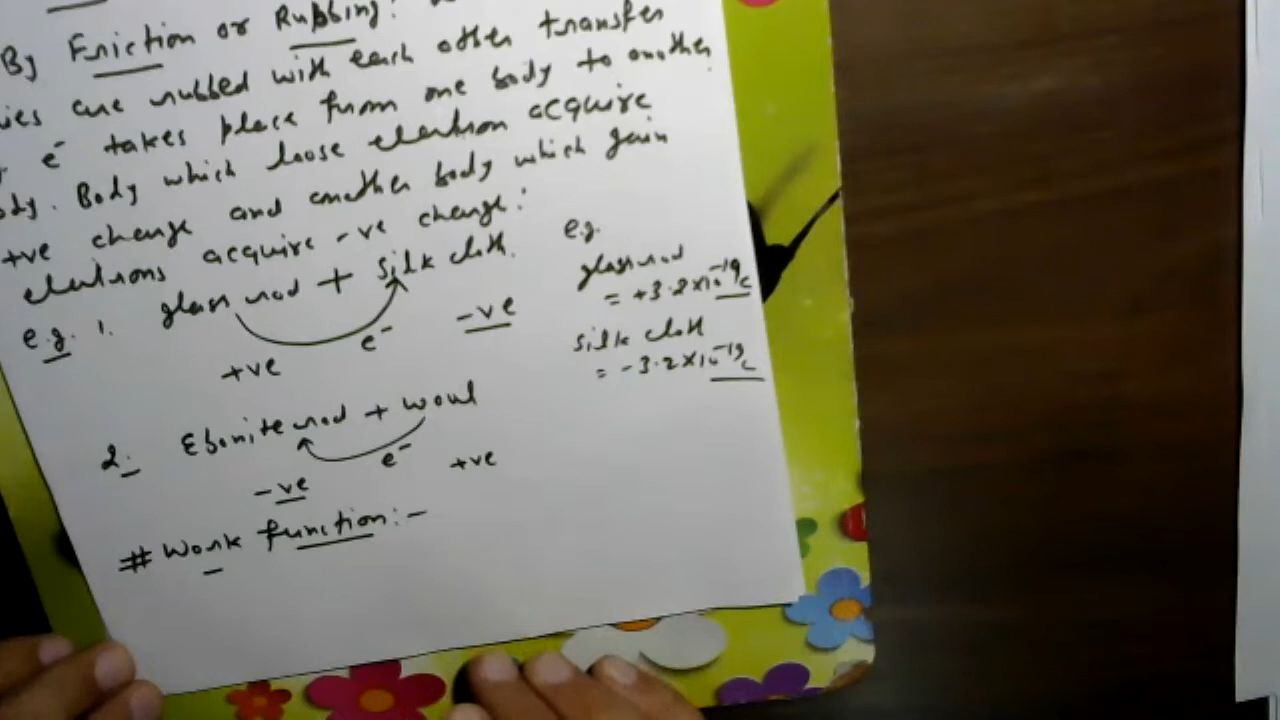 By Friction or Rubbing:
ies are rubbed with each other transfer
e⁻ takes place from one body to another
ody. Body which loose electron acquire
+ve charge and another body which gain
electrons acquire -ve charge:
e.g. 1. glass rod + silk cloth.
e⁻ -ve
+ve
e.g.
glass rod
= +3.2×10⁻¹⁹c
silk cloth
= -3.2×10⁻¹⁹c
2. Ebonite rod + wool
e⁻ +ve
-ve
# Work function:-